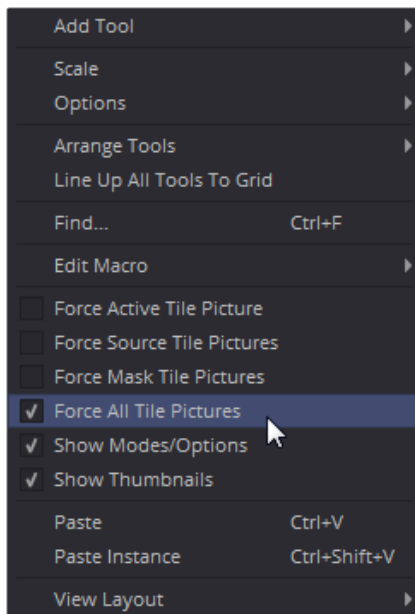 Add Tool
Scale
Options
Arrange Tools
Line Up All Tools To Grid
Find... Ctrl+F
Edit Macro
Force Active Tile Picture
Force Source Tile Pictures
Force Mask Tile Pictures
Force All Tile Pictures
Show Modes/Options
Show Thumbnails
Paste Ctrl+V
Paste Instance Ctrl+Shift+V
View Layout